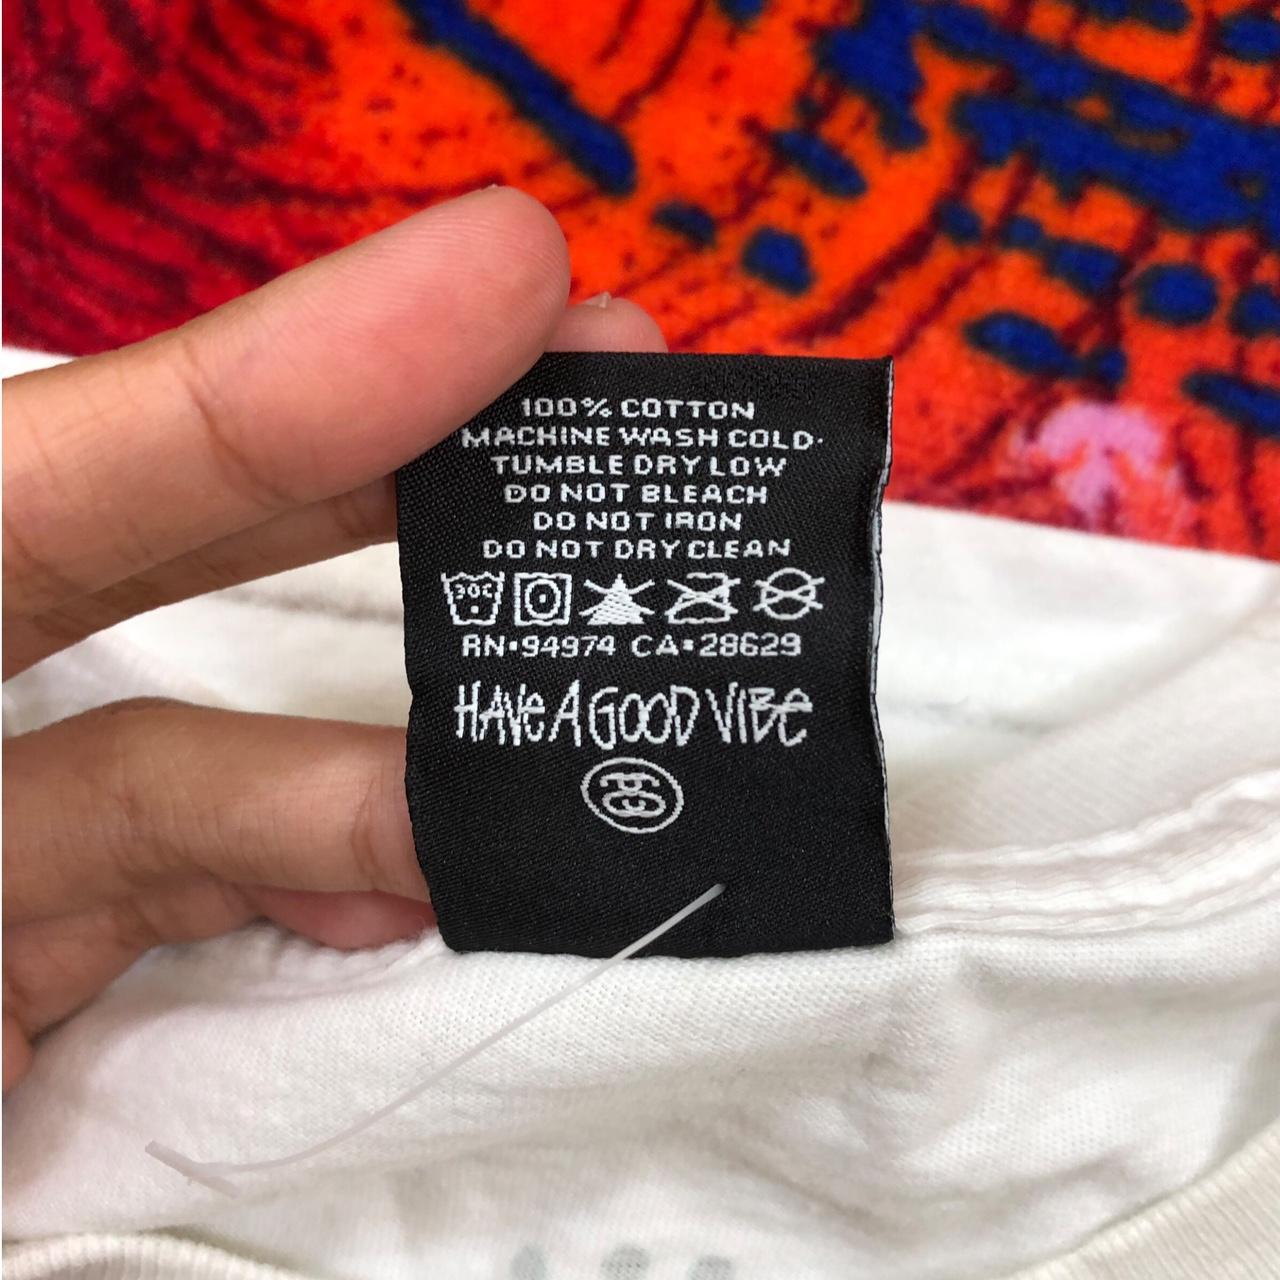 100% COTTON
MACHINE WASH COLD·
TUMBLE DRY LOW
DO NOT BLEACH
DO NOT IRON
DO NOT DRY CLEAN
30C
RN·94974 CA·28629
HAVE A GOOD VIBE